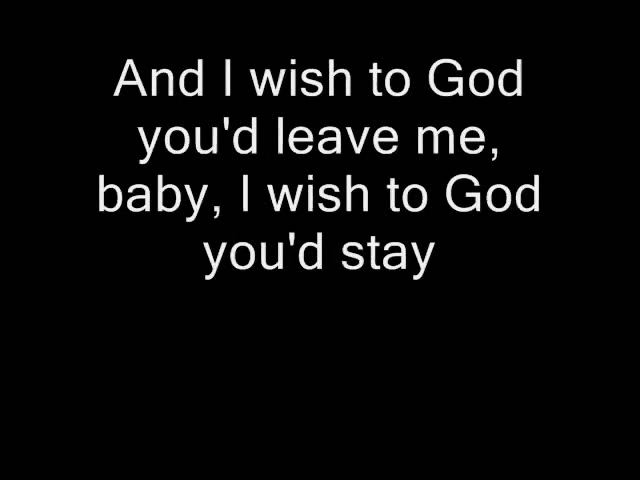 And I wish to God
you'd leave me,
baby, I wish to God
you'd stay